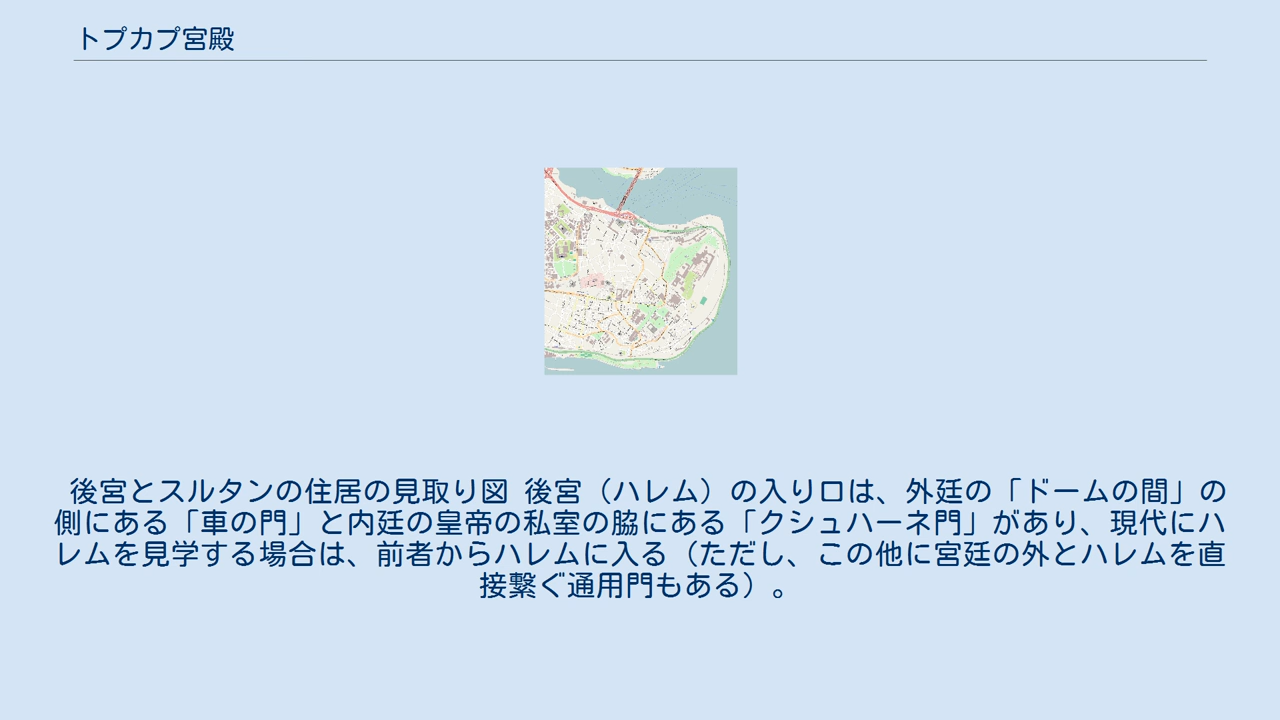 トプカプ宮殿
後宮とスルタンの住居の見取り図 後宮（ハレム）の入り口は、外廷の「ドームの間」の
側にある「車の門」と内廷の皇帝の私室の脇にある「クシュハーネ門」があり、現代にハ
レムを見学する場合は、前者からハレムに入る（ただし、この他に宮廷の外とハレムを直
接繋ぐ通用門もある）。